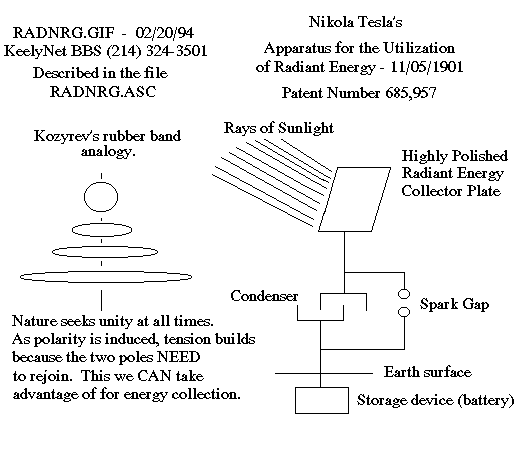 RADNRG.GIF - 02/20/94
KeelyNet BBS (214) 324-3501
Described in the file
RADNRG.ASC
Nikola Tesla's
Apparatus for the Utilization
of Radiant Energy - 11/05/1901
Patent Number 685,957
Kozyrev's rubber band
analogy.
Rays of Sunlight
Highly Polished
Radiant Energy
Collector Plate
Condenser
Spark Gap
Nature seeks unity at all times.
As polarity is induced, tension builds
because the two poles NEED
to rejoin. This we CAN take
advantage of for energy collection.
Earth surface
Storage device (battery)